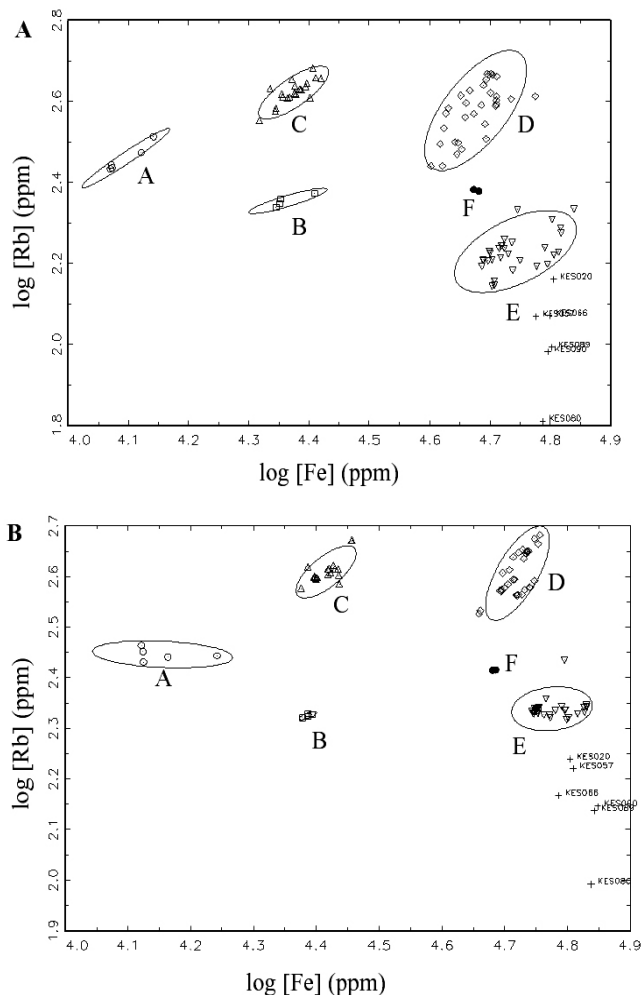 A
2.8
2.6
2.4
2.2
2.0
1.8
log [Rb] (ppm)
C
D
A
B
F
E
KES020
KES089
KES090
KES080
4.0 4.1 4.2 4.3 4.4 4.5 4.6 4.7 4.8 4.9
log [Fe] (ppm)
B
2.7
2.6
2.5
2.4
2.3
2.2
2.1
2.0
1.9
log [Rb] (ppm)
C
D
A
F
B
E
KES020
KES057
KES066
4.0 4.1 4.2 4.3 4.4 4.5 4.6 4.7 4.8 4.9
log [Fe] (ppm)